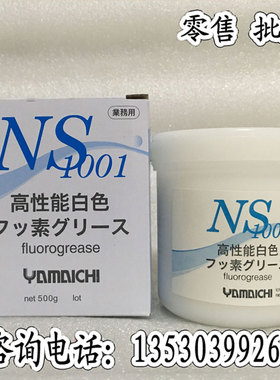 零售 批
業務用
NS
1001
高性能白色
フッ素グリース
fluorogrease
YAMAICHI
net 500g lot
NS
100
高性能白色
フッ素グリース
fluorogrease
YAMAICHI
咨询电话：1353039926